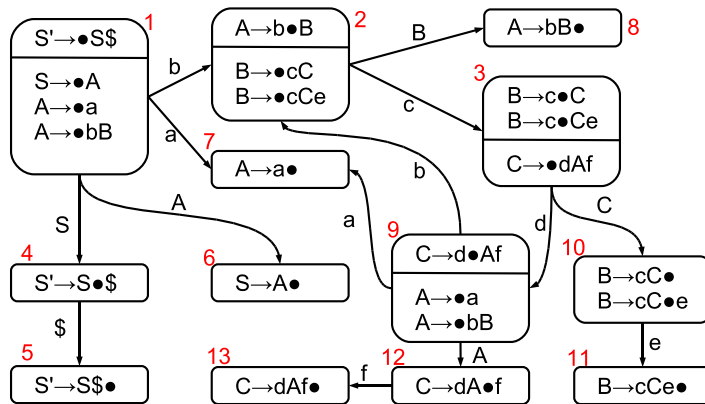 1
S'→●S$
S→●A
A→●a
A→●bB
b
a
2
A→b●B
B→●cC
B→●cCe
B
c
A→bB●
8
3
B→c●C
B→c●Ce
C→●dAf
7
A→a●
S
A
4
S'→S●$
$
5
S'→S$●
6
S→A●
a
b
9
C→d●Af
A→●a
A→●bB
d
C
10
B→cC●
B→cC●e
e
11
B→cCe●
A
12
C→dA●f
f
13
C→dAf●